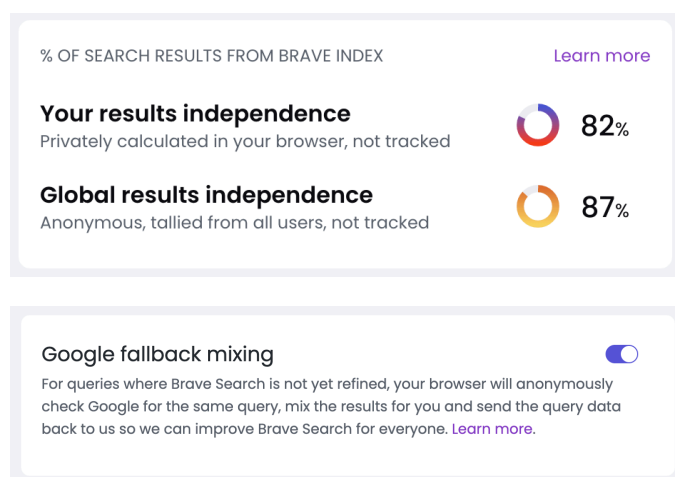 % OF SEARCH RESULTS FROM BRAVE INDEX Learn more
Your results independence
Privately calculated in your browser, not tracked
82%
Global results independence
Anonymous, tallied from all users, not tracked
87%
Google fallback mixing
For queries where Brave Search is not yet refined, your browser will anonymously
check Google for the same query, mix the results for you and send the query data
back to us so we can improve Brave Search for everyone. Learn more.